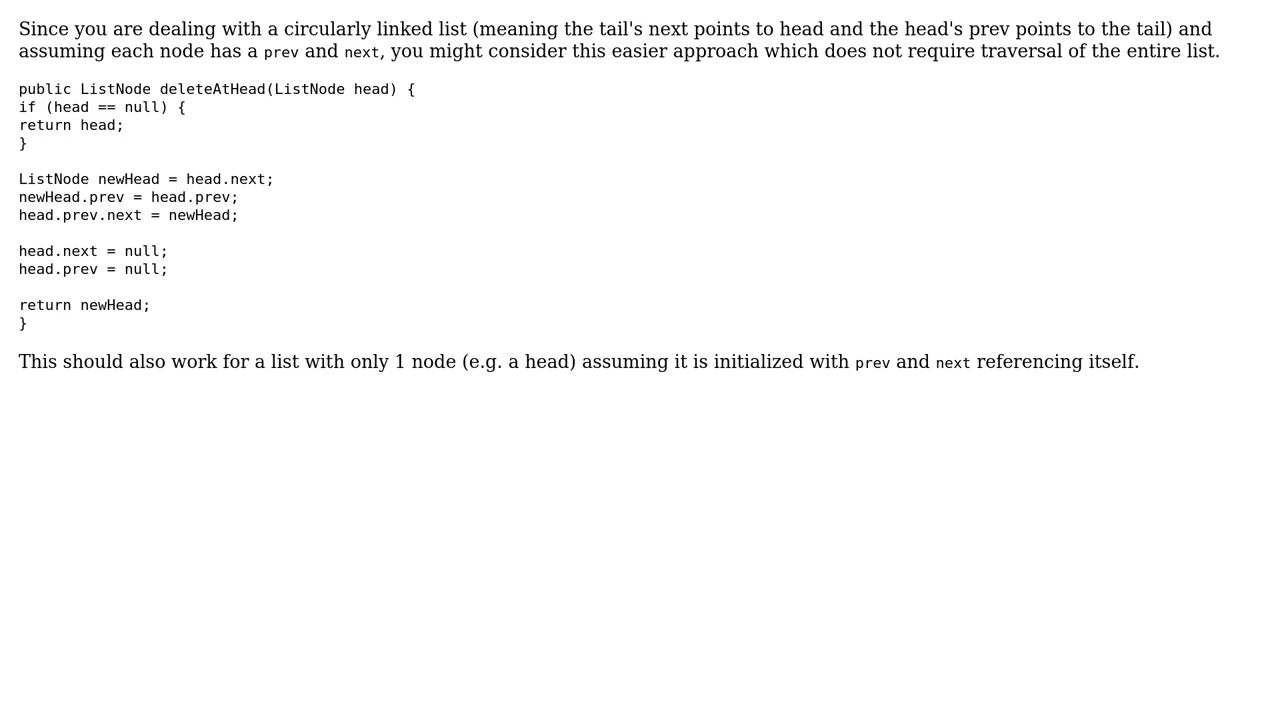 Since you are dealing with a circularly linked list (meaning the tail's next points to head and the head's prev points to the tail) and
assuming each node has a prev and next, you might consider this easier approach which does not require traversal of the entire list.
public ListNode deleteAtHead(ListNode head) {
if (head == null) {
return head;
}
ListNode newHead = head.next;
newHead.prev = head.prev;
head.prev.next = newHead;
head.next = null;
head.prev = null;
return newHead;
}
This should also work for a list with only 1 node (e.g. a head) assuming it is initialized with prev and next referencing itself.